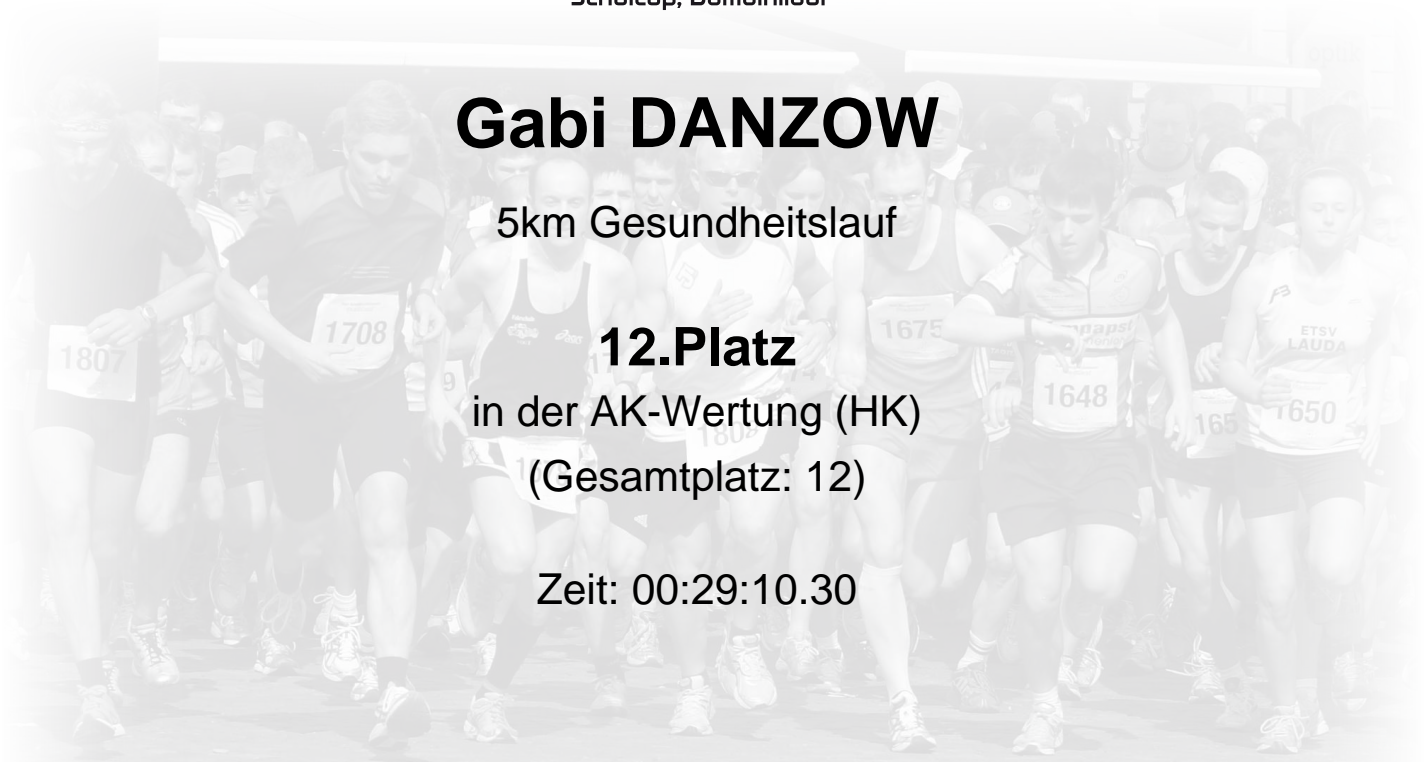 Gabi DANZOW
5km Gesundheitslauf
1708
1675
1807
12.Platz
ETSV
LAUDA
1648
in der AK-Wertung (HK)
1650
165
(Gesamtplatz: 12)
Zeit: 00:29:10.30